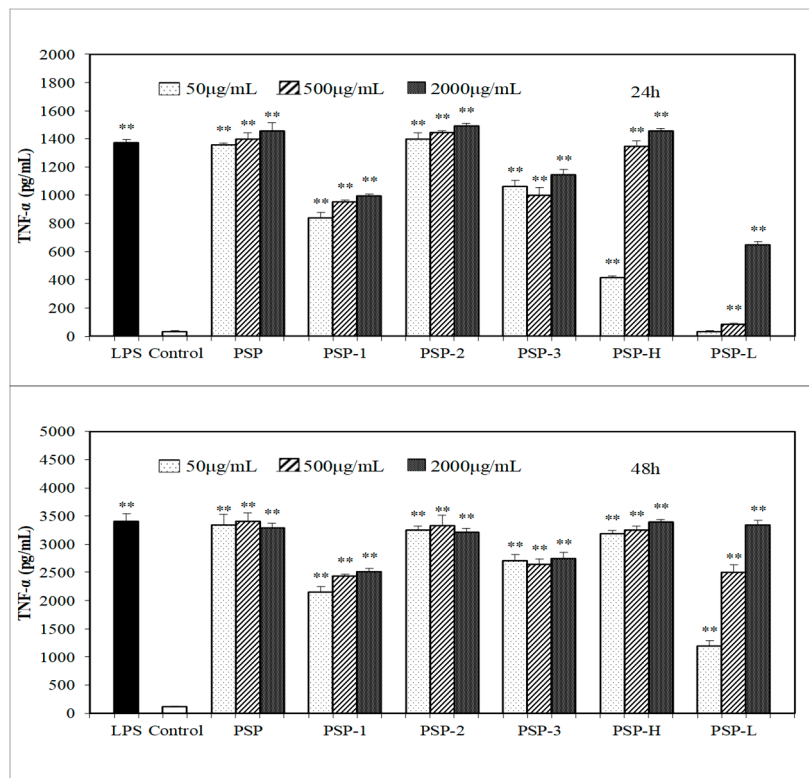 2000
1800
1600
1400
1200
1000
800
600
400
200
0
TNF-α (pg/mL)
50µg/mL 500µg/mL 2000µg/mL 24h
** ** ** ** ** ** ** ** ** ** ** ** ** ** ** ** ** ** **
LPS Control PSP PSP-1 PSP-2 PSP-3 PSP-H PSP-L
5000
4500
4000
3500
3000
2500
2000
1500
1000
500
0
TNF-α (pg/mL)
50µg/mL 500µg/mL 2000µg/mL 48h
** ** ** ** ** ** ** ** ** ** ** ** ** ** ** ** ** ** **
LPS Control PSP PSP-1 PSP-2 PSP-3 PSP-H PSP-L